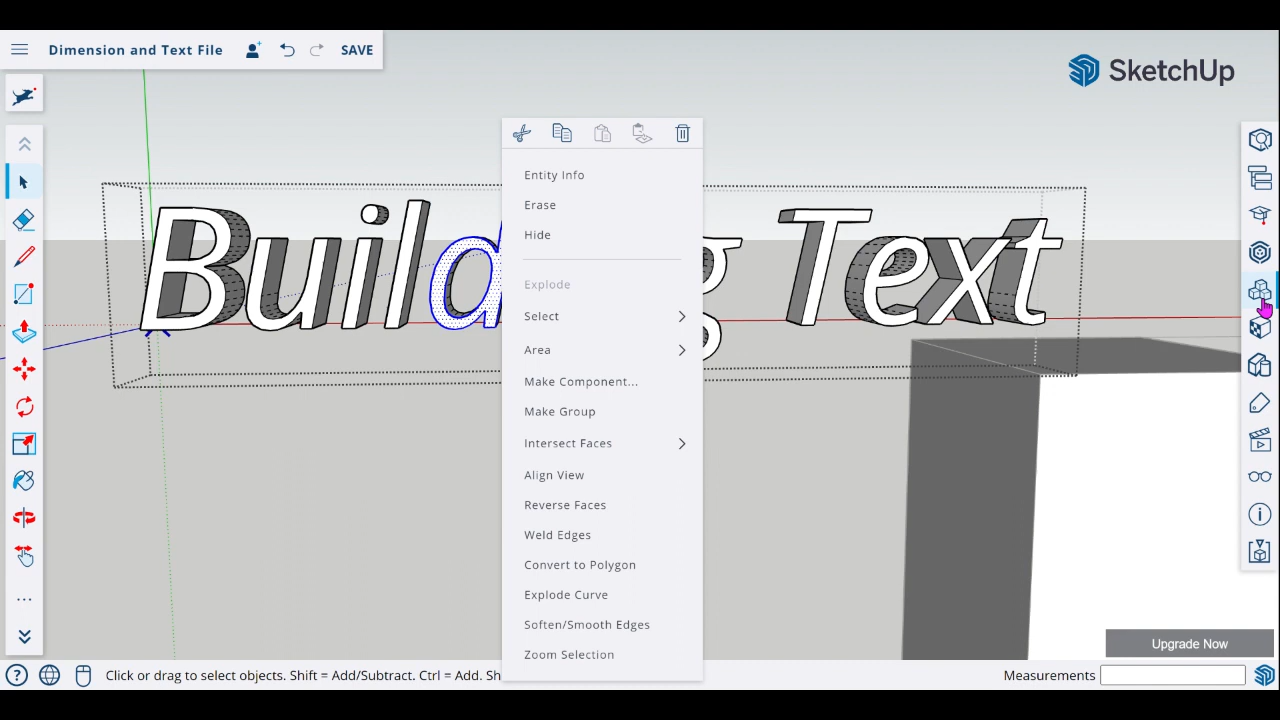 Dimension and Text File
SAVE
SketchUp
Entity Info
Erase
Hide
Explode
Select
Area
Make Component...
Make Group
Intersect Faces
Align View
Reverse Faces
Weld Edges
Convert to Polygon
Explode Curve
Soften/Smooth Edges
Zoom Selection
Build
g Text
Upgrade Now
Click or drag to select objects. Shift = Add/Subtract. Ctrl = Add. Sh
Measurements